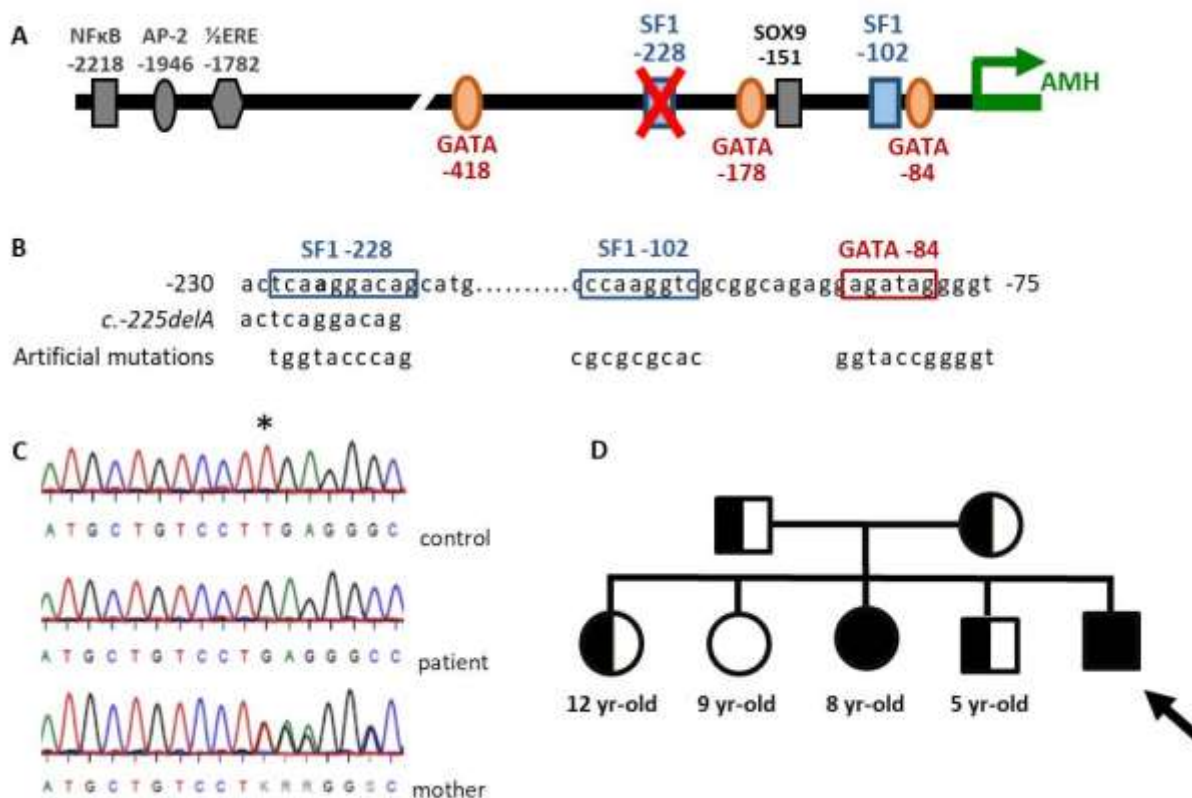 A NFκB AP-2 ½ERE SF1 SOX9 SF1
-2218 -1946 -1782 -228 -151 -102
AMH
GATA GATA GATA
-418 -178 -84
B SF1 -228 SF1 -102 GATA -84
-230 actcaaggacagcatg..........cccaaggtcgcggcagaggagataggggt -75
c.-225delA actcaggacag
Artificial mutations tggtacccag cgcgcgcac ggtaccggggt
*
C
ATGCTGTCCTTGAGGGC control
ATGCTGTCCTGAGGGCC patient
ATGCTGTCCTKRRGGSC mother
D
12 yr-old 9 yr-old 8 yr-old 5 yr-old